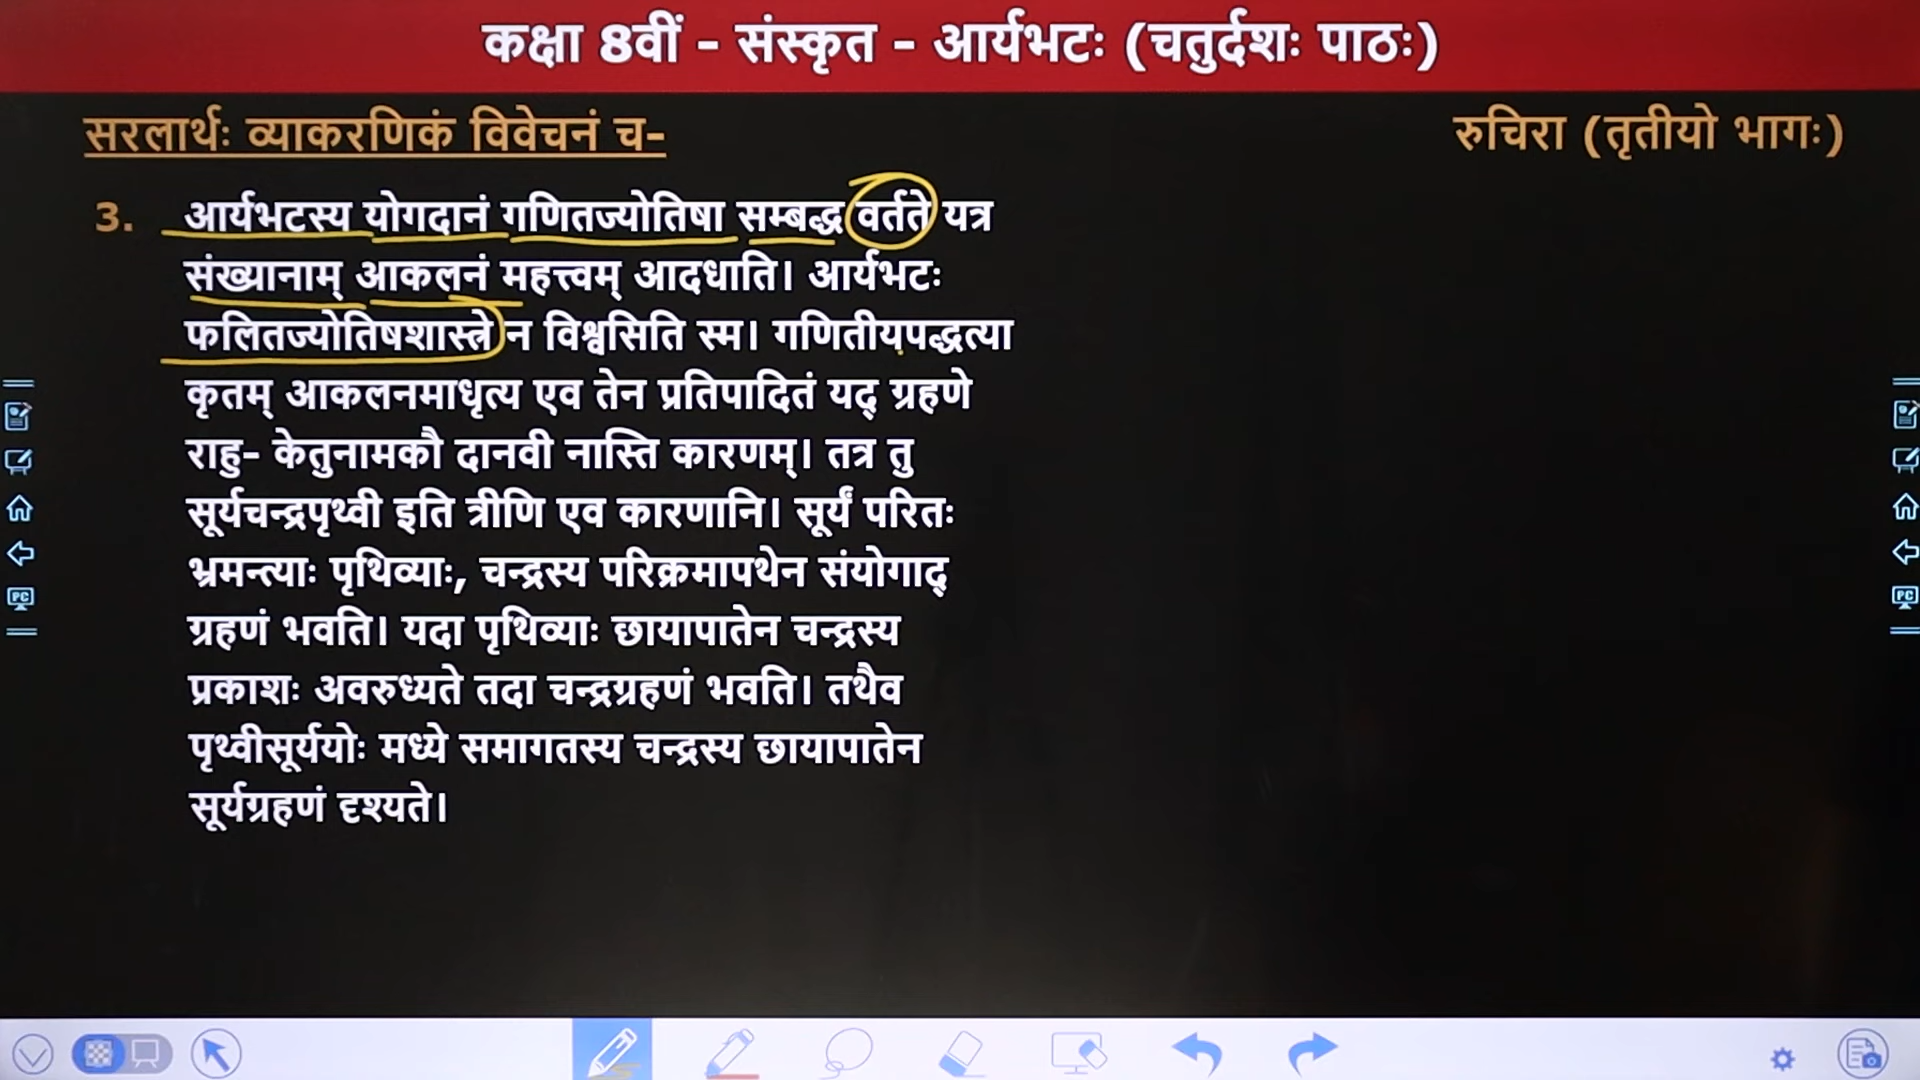 कक्षा 8वीं - संस्कृत - आर्यभटः (चतुर्दशः पाठः)
सरलार्थः व्याकरणिकं विवेचनं च-
रुचिरा (तृतीयो भागः)
3. आर्यभटस्य योगदानं गणितज्योतिषा सम्बद्ध वर्तते यत्र
संख्यानाम् आकलनं महत्त्वम् आदधाति। आर्यभटः
फलितज्योतिषशास्त्रे न विश्वसिति स्म। गणितीयपद्धत्या
कृतम् आकलनमाधृत्य एव तेन प्रतिपादितं यद् ग्रहणे
राहु- केतुनामकौ दानवी नास्ति कारणम्। तत्र तु
सूर्यचन्द्रपृथ्वी इति त्रीणि एव कारणानि। सूर्यं परितः
भ्रमन्त्याः पृथिव्याः, चन्द्रस्य परिक्रमापथेन संयोगाद्
ग्रहणं भवति। यदा पृथिव्याः छायापातेन चन्द्रस्य
प्रकाशः अवरुध्यते तदा चन्द्रग्रहणं भवति। तथैव
पृथ्वीसूर्ययोः मध्ये समागतस्य चन्द्रस्य छायापातेन
सूर्यग्रहणं दृश्यते।
PC
PC